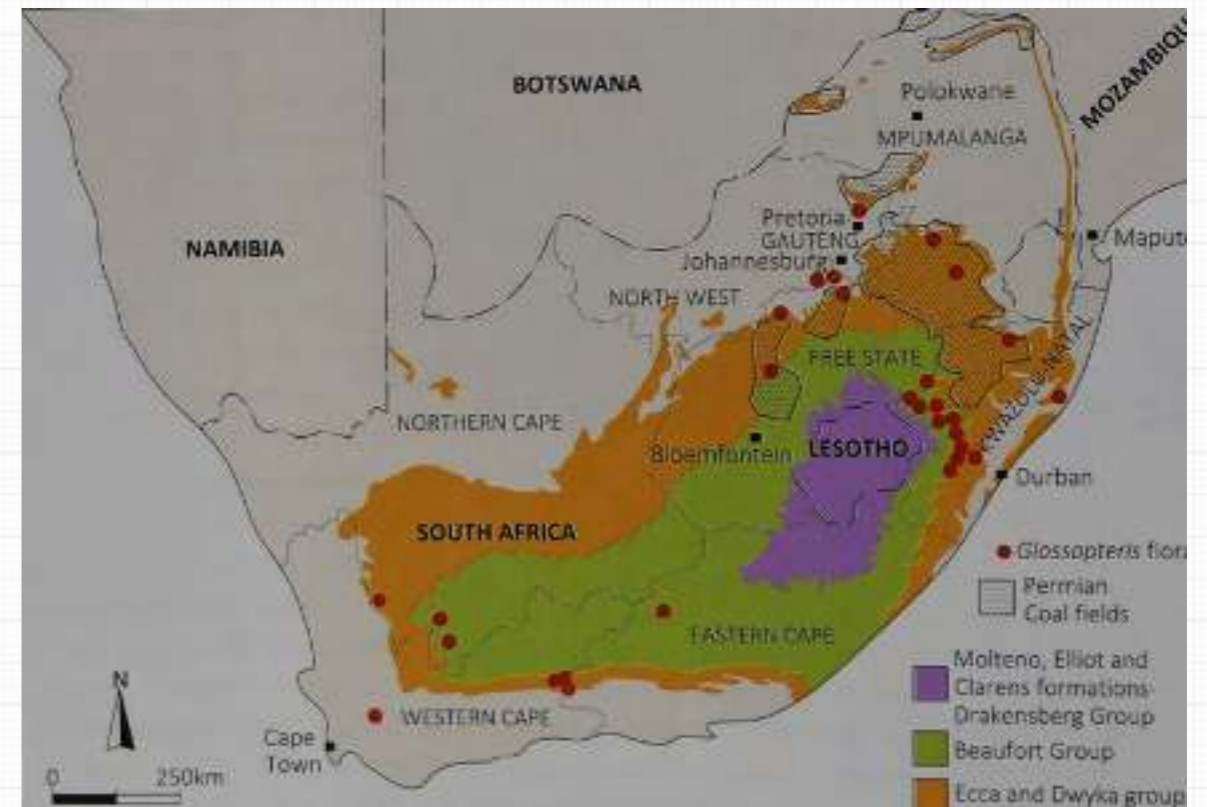 BOTSWANA
Polokwane
MOZAMBIQU
MPUMALANGA
NAMIBIA
Pretoria
GAUTENG
Maput
Johannesburg
NORTH WEST
FREE STATE
KWAZULU-NATAL
NORTHERN CAPE
Bloemfontein
LESOTHO
Durban
SOUTH AFRICA
Glossopteris flora
Permian
Coal fields
EASTERN CAPE
Molteno, Elliot and
Clarens formations-
Drakensberg Group
N
WESTERN CAPE
Cape
Town
Beaufort Group
0 250km
Ecca and Dwyka group